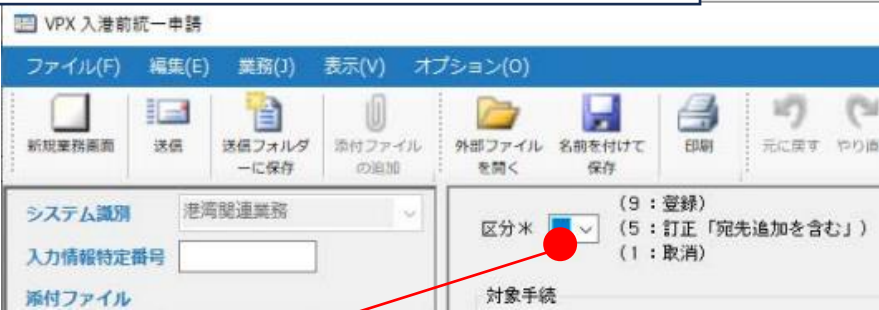 VPX 入港前統一申請
ファイル(F) 編集(E) 業務(J) 表示(V) オプション(O)
新規業務画面 送信 送信フォルダ
ーに保存 添付ファイル
の追加 外部ファイル
を開く 名前を付けて
保存 印刷 元に戻す やり直
システム識別 港湾関連業務
入力情報特定番号
添付ファイル
区分*
(9:登録)
(5:訂正「宛先追加を含む」)
(1:取消)
対象手続